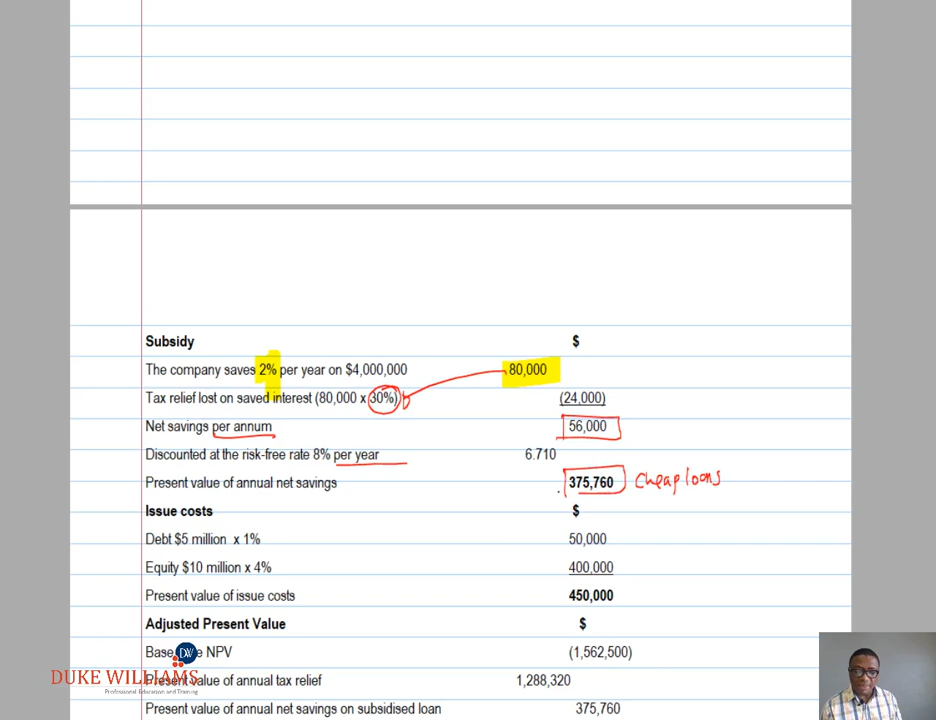 Subsidy $
The company saves 2% per year on $4,000,000 80,000
Tax relief lost on saved interest (80,000 x 30%) (24,000)
Net savings per annum 56,000
Discounted at the risk-free rate 8% per year 6.710
Present value of annual net savings 375,760 Cheap loans
Issue costs $
Debt $5 million x 1% 50,000
Equity $10 million x 4% 400,000
Present value of issue costs 450,000
Adjusted Present Value $
NPV (1,562,500)
DW
DUKE WILLIAMS
Professional Education and Training
value of annual tax relief 1,288,320
Present value of annual net savings on subsidised loan 375,760